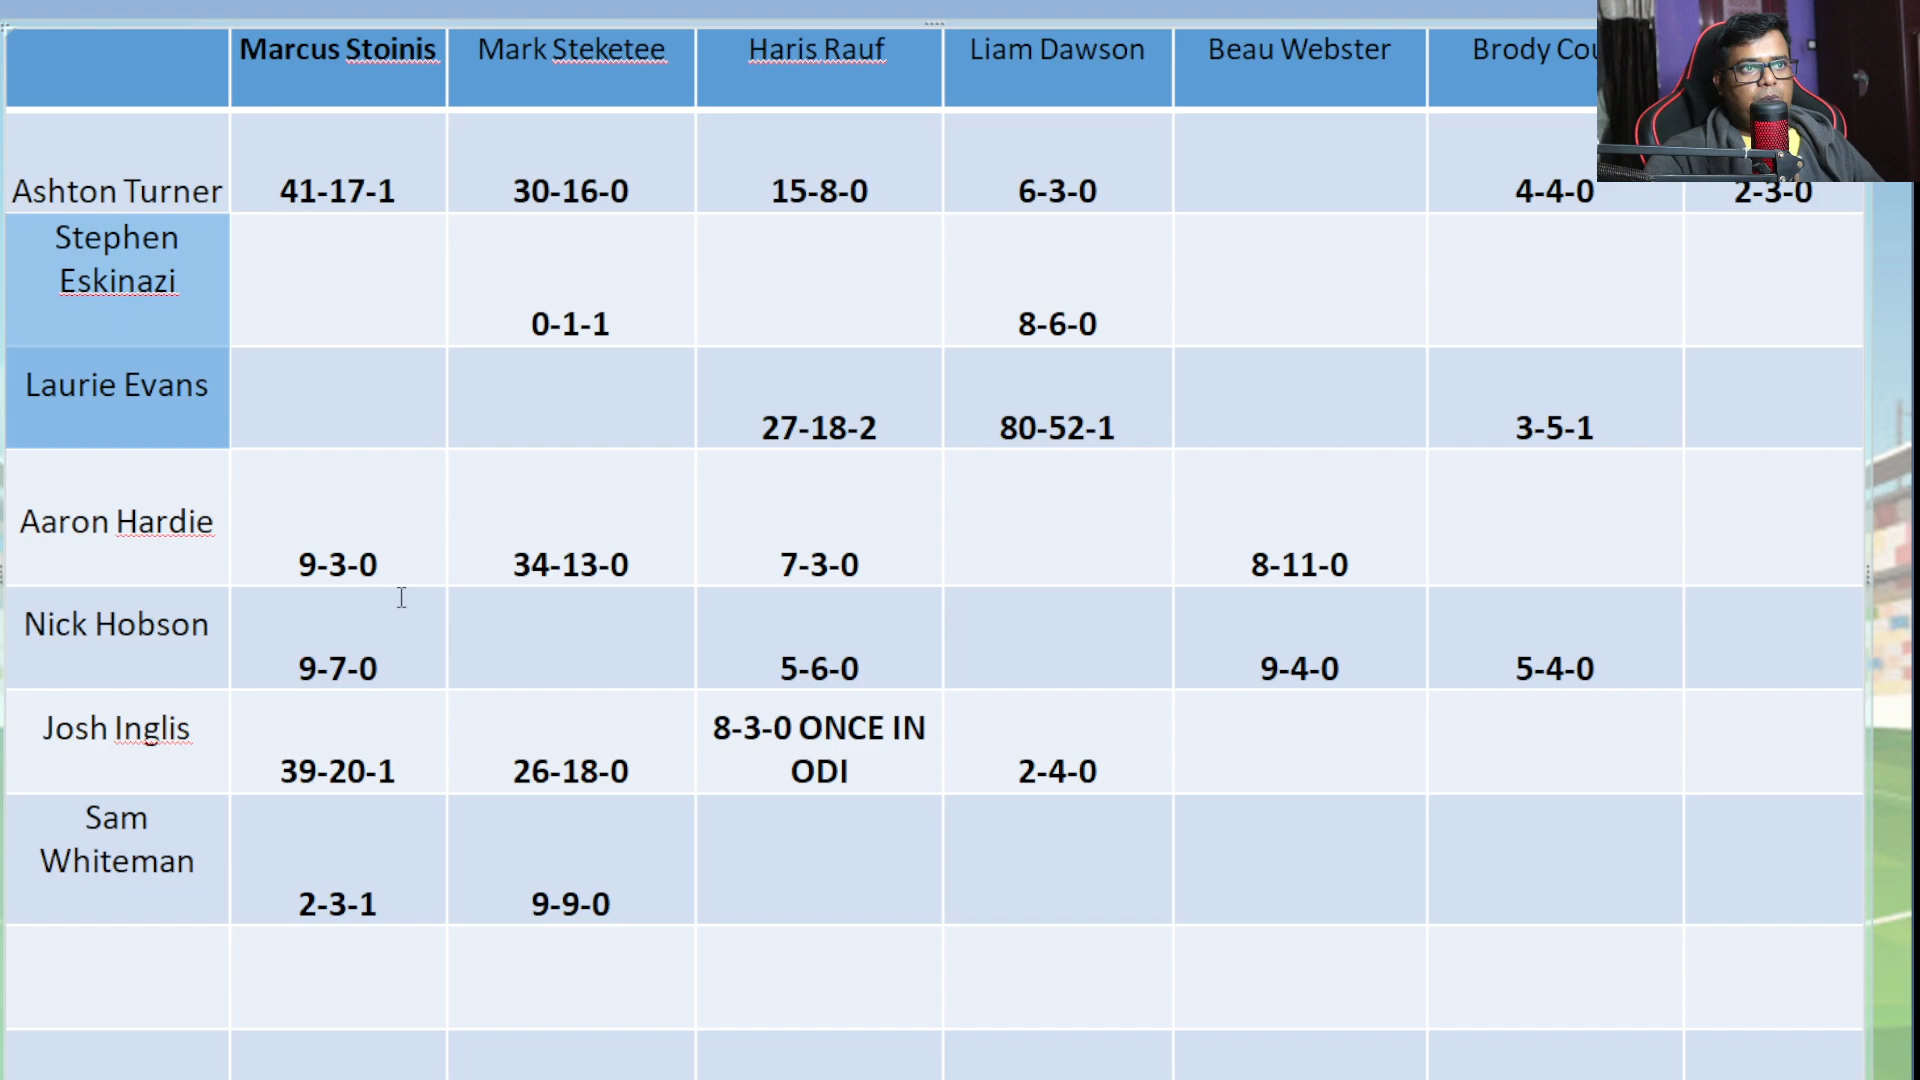 Marcus Stoinis Mark Steketee Haris Rauf Liam Dawson Beau Webster Brody
Ashton Turner 41-17-1 30-16-0 15-8-0 6-3-0 4-4-0 2-3-0
Stephen
Eskinazi
0-1-1 8-6-0
Laurie Evans
27-18-2 80-52-1 3-5-1
Aaron Hardie
9-3-0 34-13-0 7-3-0 8-11-0
Nick Hobson
9-7-0 5-6-0 9-4-0 5-4-0
Josh Inglis 8-3-0 ONCE IN
39-20-1 26-18-0 ODI 2-4-0
Sam
Whiteman
2-3-1 9-9-0